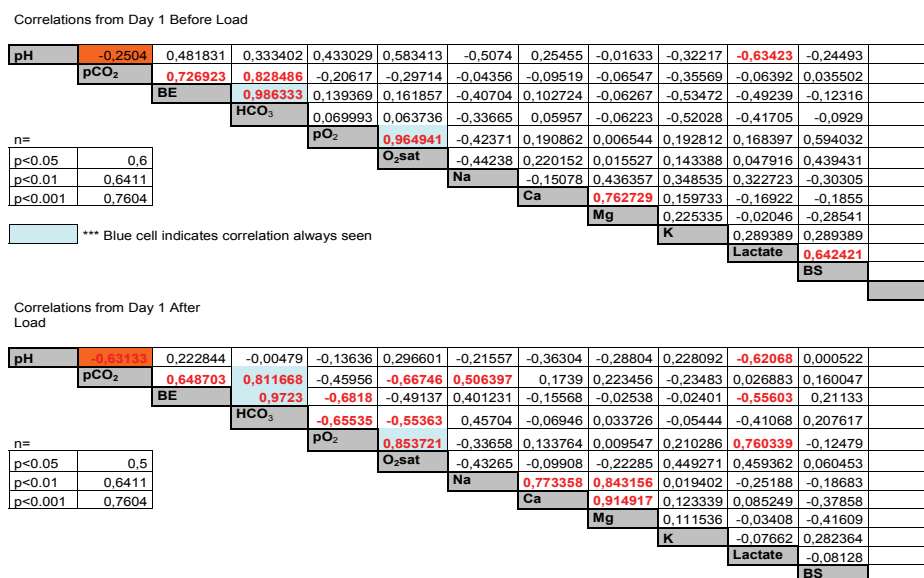 Correlations from Day 1 Before Load
pH -0,2504 0,481831 0,333402 0,433029 0,583413 -0,5074 0,25455 -0,01633 -0,32217 -0,63423 -0,24493
pCO₂ 0,726923 0,828486 -0,20617 -0,29714 -0,04356 -0,09519 -0,06547 -0,35569 -0,06392 0,035502
BE 0,986333 0,139369 0,161857 -0,40704 0,102724 -0,06267 -0,53472 -0,49239 -0,12316
HCO₃ 0,069993 0,063736 -0,33665 0,05957 -0,06223 -0,52028 -0,41705 -0,0929
n= pO₂ 0,964941 -0,42371 0,190862 0,006544 0,192812 0,168397 0,594032
p<0.05 0,6 O₂sat -0,44238 0,220152 0,015527 0,143388 0,047916 0,439431
p<0.01 0,6411 Na -0,15078 0,436357 0,348535 0,322723 -0,30305
p<0.001 0,7604 Ca 0,762729 0,159733 -0,16922 -0,1855
Mg 0,225335 -0,02046 -0,28541
*** Blue cell indicates correlation always seen K 0,289389 0,289389
Lactate 0,642421
BS
Correlations from Day 1 After
Load
pH -0,63133 0,222844 -0,00479 -0,13636 0,296601 -0,21557 -0,36304 -0,28804 0,228092 -0,62068 0,000522
pCO₂ 0,648703 0,811668 -0,45956 -0,66746 0,506397 0,1739 0,223456 -0,23483 0,026883 0,160047
BE 0,9723 -0,6818 -0,49137 0,401231 -0,15568 -0,02538 -0,02401 -0,55603 0,21133
HCO₃ -0,65535 -0,55363 0,45704 -0,06946 0,033726 -0,05444 -0,41068 0,207617
n= pO₂ 0,853721 -0,33658 0,133764 0,009547 0,210286 0,760339 -0,12479
p<0.05 0,5 O₂sat -0,43265 -0,09908 -0,22285 0,449271 0,459362 0,060453
p<0.01 0,6411 Na 0,773358 0,843156 0,019402 -0,25188 -0,18683
p<0.001 0,7604 Ca 0,914917 0,123339 0,085249 -0,37858
Mg 0,111536 -0,03408 -0,41609
K -0,07662 0,282364
Lactate -0,08128
BS